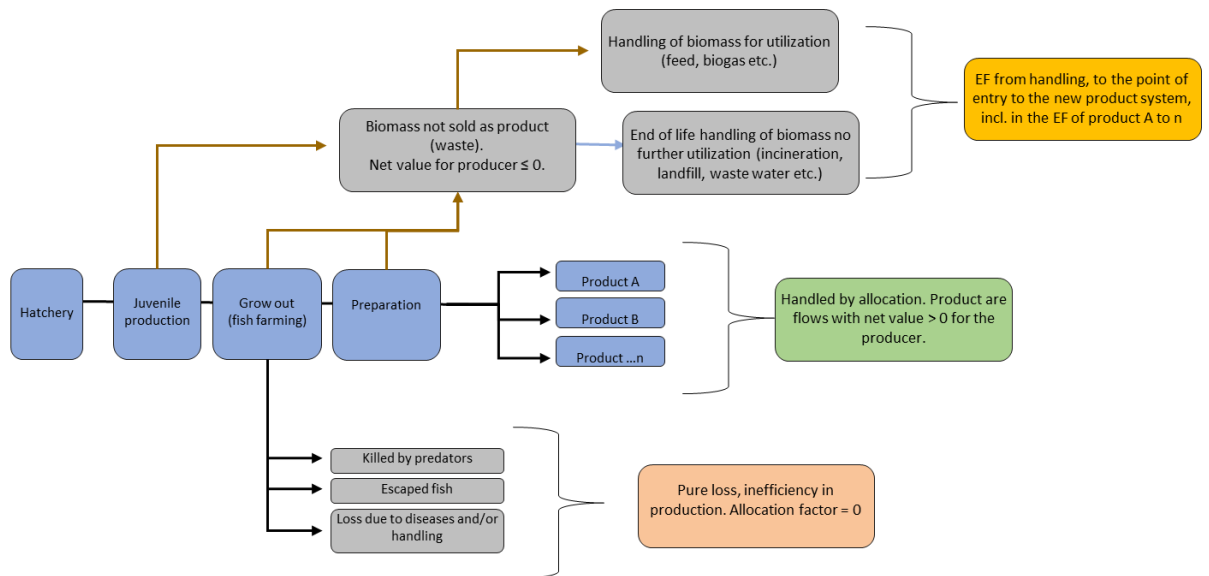 Handling of biomass for utilization
(feed, biogas etc.)
EF from handling, to the point of
entry to the new product system,
incl. in the EF of product A to n
Biomass not sold as product
(waste).
Net value for producer ≤ 0.
End of life handling of biomass no
further utilization (incineration,
landfill, waste water etc.)
Hatchery
Juvenile
production
Grow out
(fish farming)
Preparation
Product A
Product B
Product …n
Handled by allocation. Product are
flows with net value > 0 for the
producer.
Killed by predators
Escaped fish
Loss due to diseases and/or
handling
Pure loss, inefficiency in
production. Allocation factor = 0